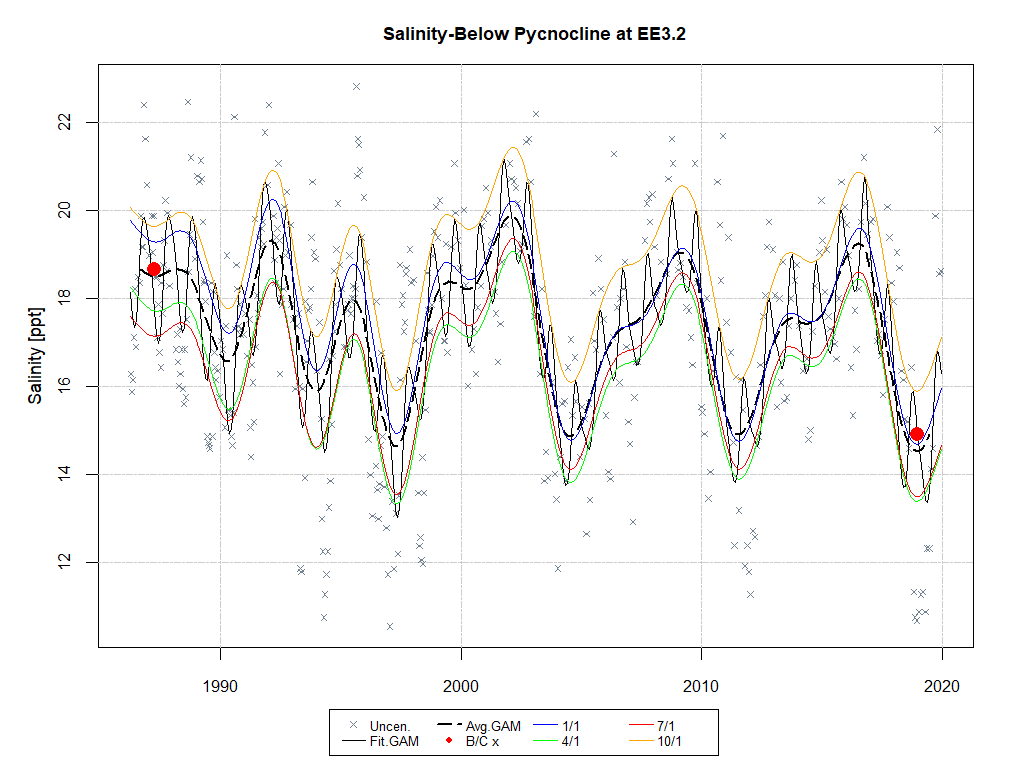 Salinity-Below Pycnocline at EE3.2
Salinity [ppt]
22
20
18
16
14
12
1990 2000 2010 2020
Uncen. Avg.GAM 1/1 7/1
Fit.GAM B/C x 4/1 10/1